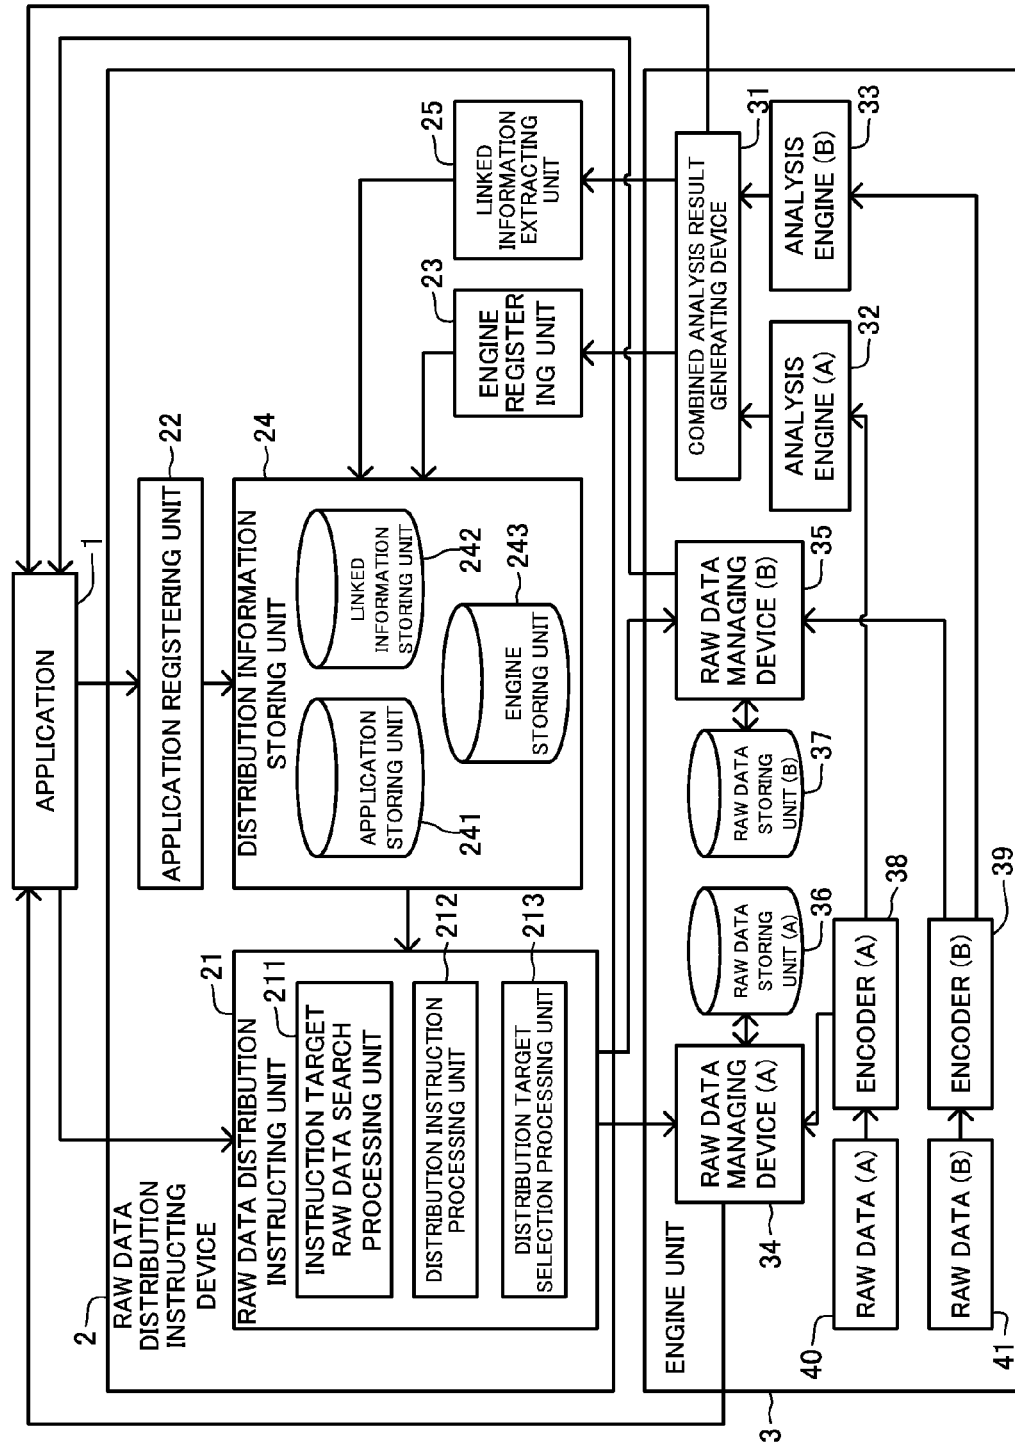 APPLICATION
1
2
RAW DATA
DISTRIBUTION
INSTRUCTING
DEVICE
APPLICATION REGISTERING UNIT
22
RAW DATA DISTRIBUTION
INSTRUCTING UNIT
21
INSTRUCTION TARGET
RAW DATA SEARCH
PROCESSING UNIT
211
DISTRIBUTION INSTRUCTION
PROCESSING UNIT
212
DISTRIBUTION TARGET
SELECTION PROCESSING UNIT
213
DISTRIBUTION INFORMATION
STORING UNIT
24
APPLICATION
STORING UNIT
241
LINKED
INFORMATION
STORING UNIT
242
ENGINE
STORING UNIT
243
ENGINE
REGISTER
ING UNIT
23
LINKED
INFORMATION
EXTRACTING
UNIT
25
ENGINE UNIT
3
RAW DATA
MANAGING
DEVICE (A)
34
RAW DATA
STORING
UNIT (A)
36
RAW DATA
STORING
UNIT (B)
37
RAW DATA
MANAGING
DEVICE (B)
35
COMBINED ANALYSIS RESULT
GENERATING DEVICE
31
ANALYSIS
ENGINE (A)
32
ANALYSIS
ENGINE (B)
33
RAW DATA (A)
40
ENCODER (A)
38
RAW DATA (B)
41
ENCODER (B)
39